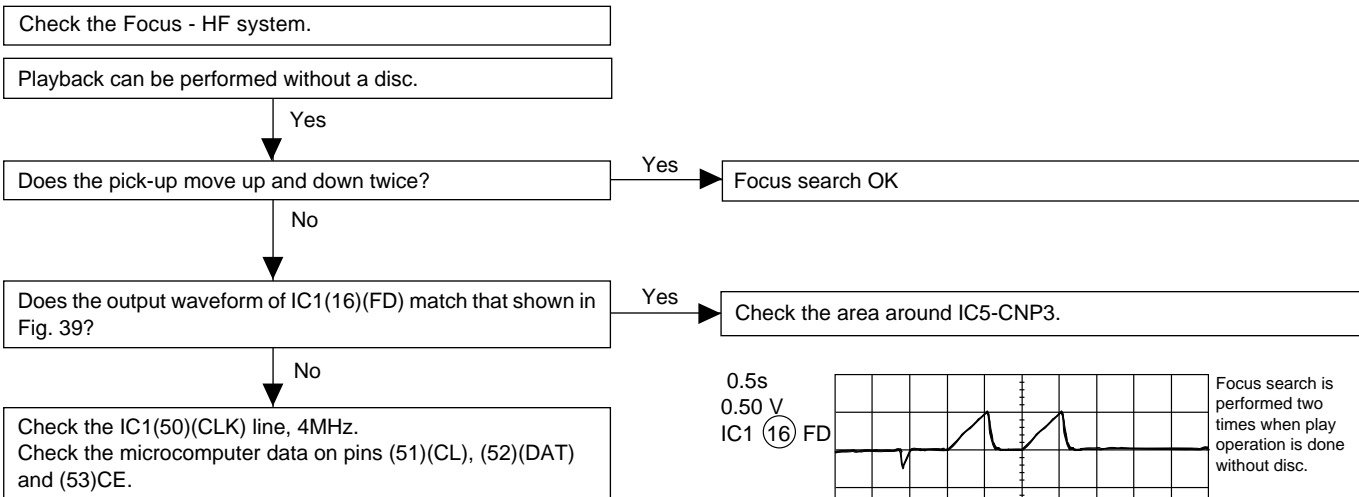 Check the Focus - HF system.
Playback can be performed without a disc.
Yes
Does the pick-up move up and down twice?
Yes
Focus search OK
No
Does the output waveform of IC1(16)(FD) match that shown in
Fig. 39?
Yes
Check the area around IC5-CNP3.
No
Check the IC1(50)(CLK) line, 4MHz.
Check the microcomputer data on pins (51)(CL), (52)(DAT)
and (53)CE.
0.5s
0.50 V
IC1 (16) FD
Focus search is
performed two
times when play
operation is done
without disc.